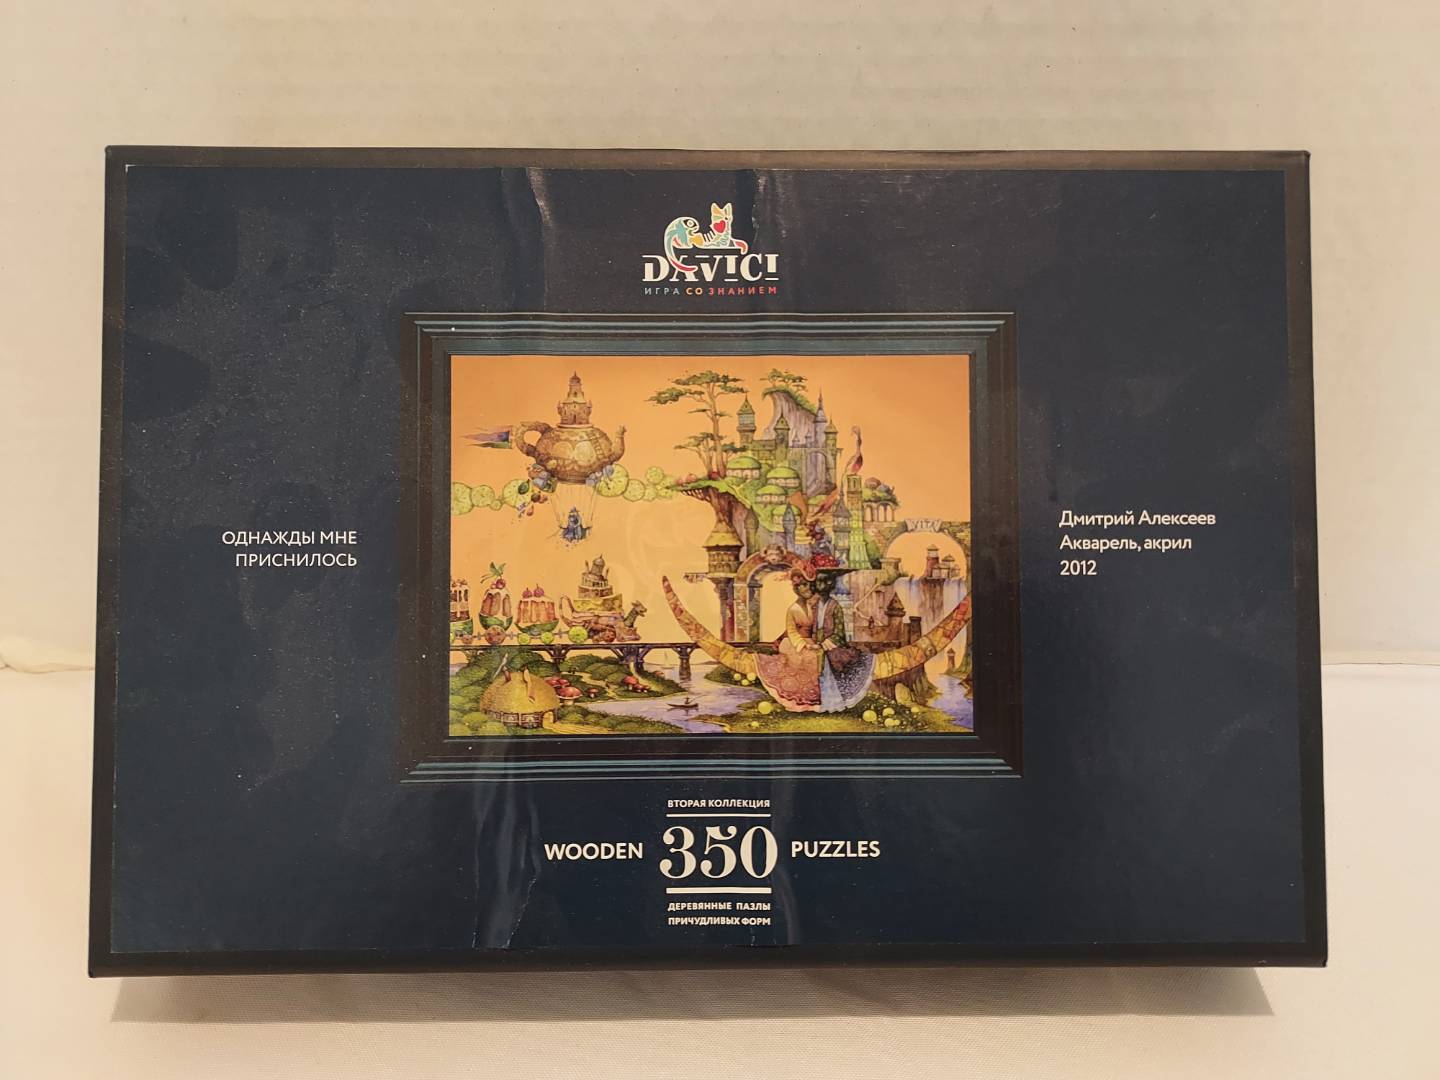 DAVICI
ИГРА СО ЗНАНИЕМ
ОДНАЖДЫ МНЕ
ПРИСНИЛОСЬ
Дмитрий Алексеев
Акварель, акрил
2012
ВТОРАЯ КОЛЛЕКЦИЯ
WOODEN 350 PUZZLES
ДЕРЕВЯННЫЕ ПАЗЛЫ
ПРИЧУДЛИВЫХ ФОРМ